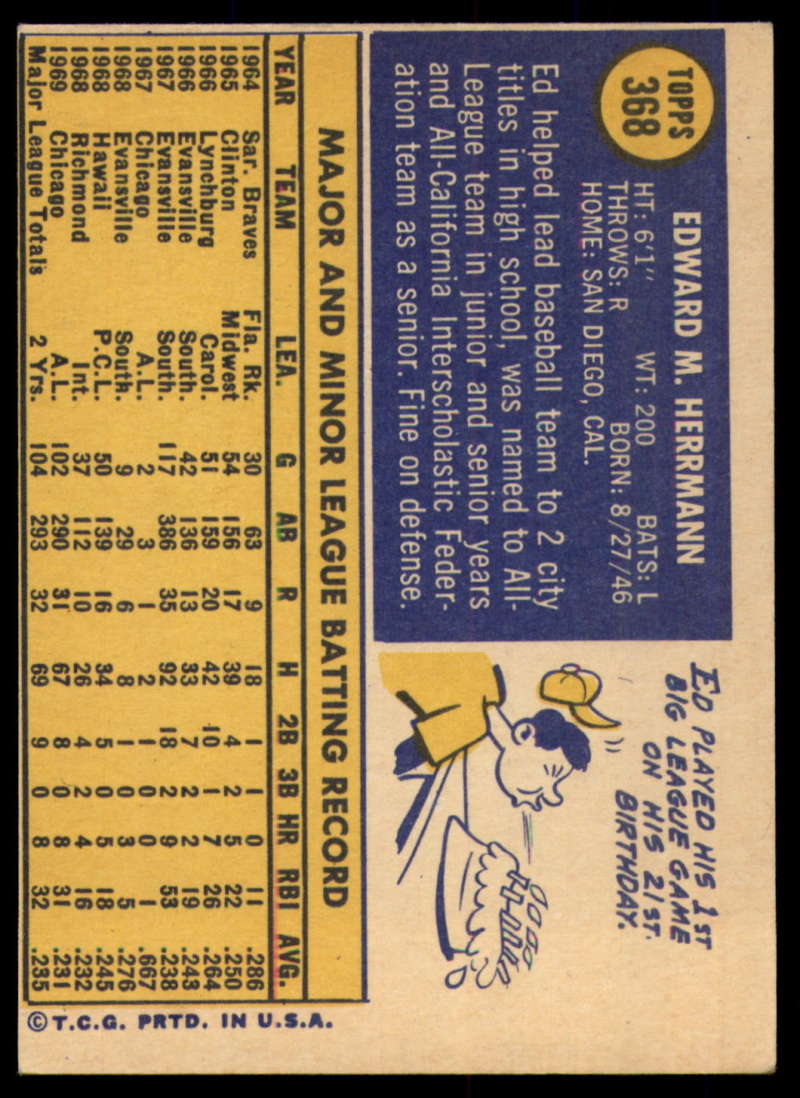 TOPPS
368
EDWARD M. HERRMANN
HT: 6'1" WT: 200 BATS: L
THROWS: R BORN: 8/27/46
HOME: SAN DIEGO, CAL.
Ed helped lead baseball team to 2 city
titles in high school, was named to All-
League team in junior and senior years
and All-California Interscholastic Feder-
ation team as a senior. Fine on defense.
ED PLAYED HIS 1ST
BIG LEAGUE GAME
ON HIS 21ST.
BIRTHDAY.
MAJOR AND MINOR LEAGUE BATTING RECORD
YEAR TEAM LEA. G AB R H 2B 3B HR RBI AVG.
1964 Sar. Braves Fla. Rk. 30 63 9 18 1 1 0 11 .286
1965 Clinton Midwest 54 156 17 39 4 2 5 22 .250
1966 Lynchburg Carol. 51 159 20 42 10 1 7 26 .264
1966 Evansville South. 42 136 13 33 7 2 2 19 .243
1967 Evansville South. 117 386 35 92 18 2 9 53 .238
1967 Chicago A.L. 2 3 1 2 1 0 0 1 .667
1968 Evansville South. 9 29 6 8 1 0 3 5 .276
1968 Hawaii P.C.L. 50 139 16 34 5 0 5 18 .245
1968 Richmond Int. 37 112 10 26 4 2 4 16 .232
1969 Chicago A.L. 102 290 31 67 8 0 8 31 .231
Major League Totals 2 Yrs. 104 293 32 69 9 0 8 32 .235
© T.C.G. PRTD. IN U.S.A.